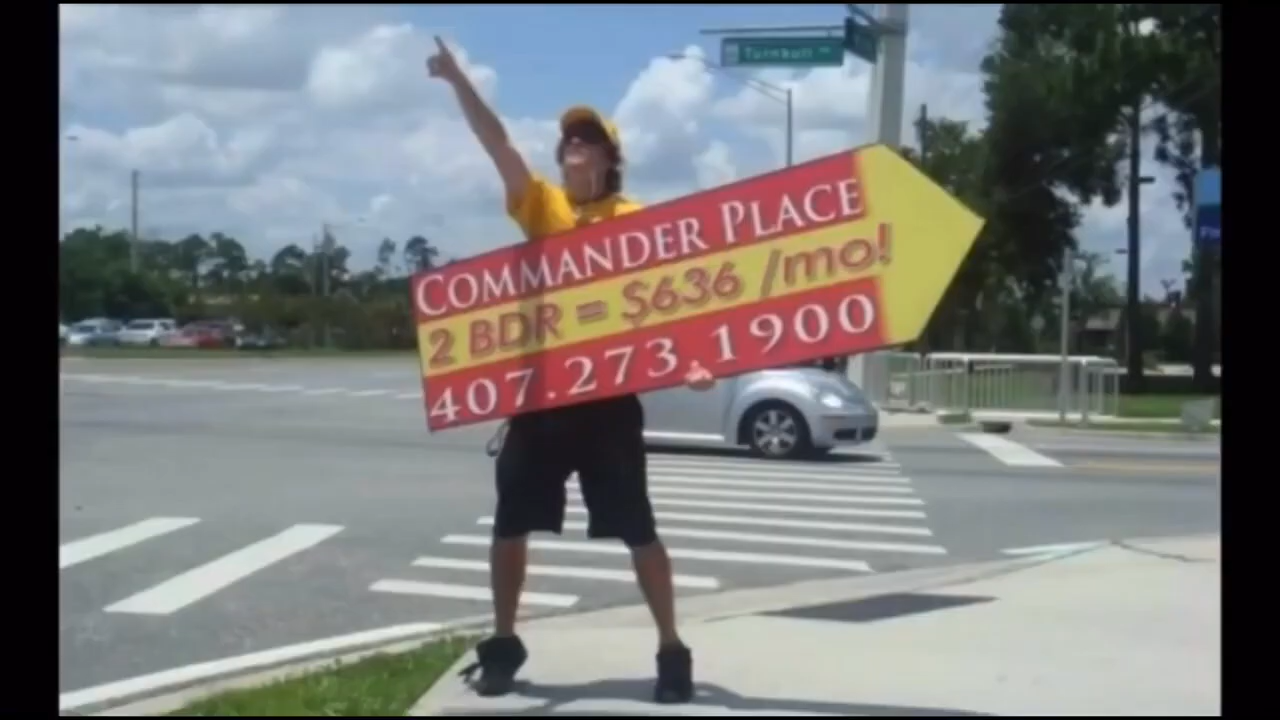 Turnbull
COMMANDER PLACE
2 BDR = $636 /mo!
407.273.1900